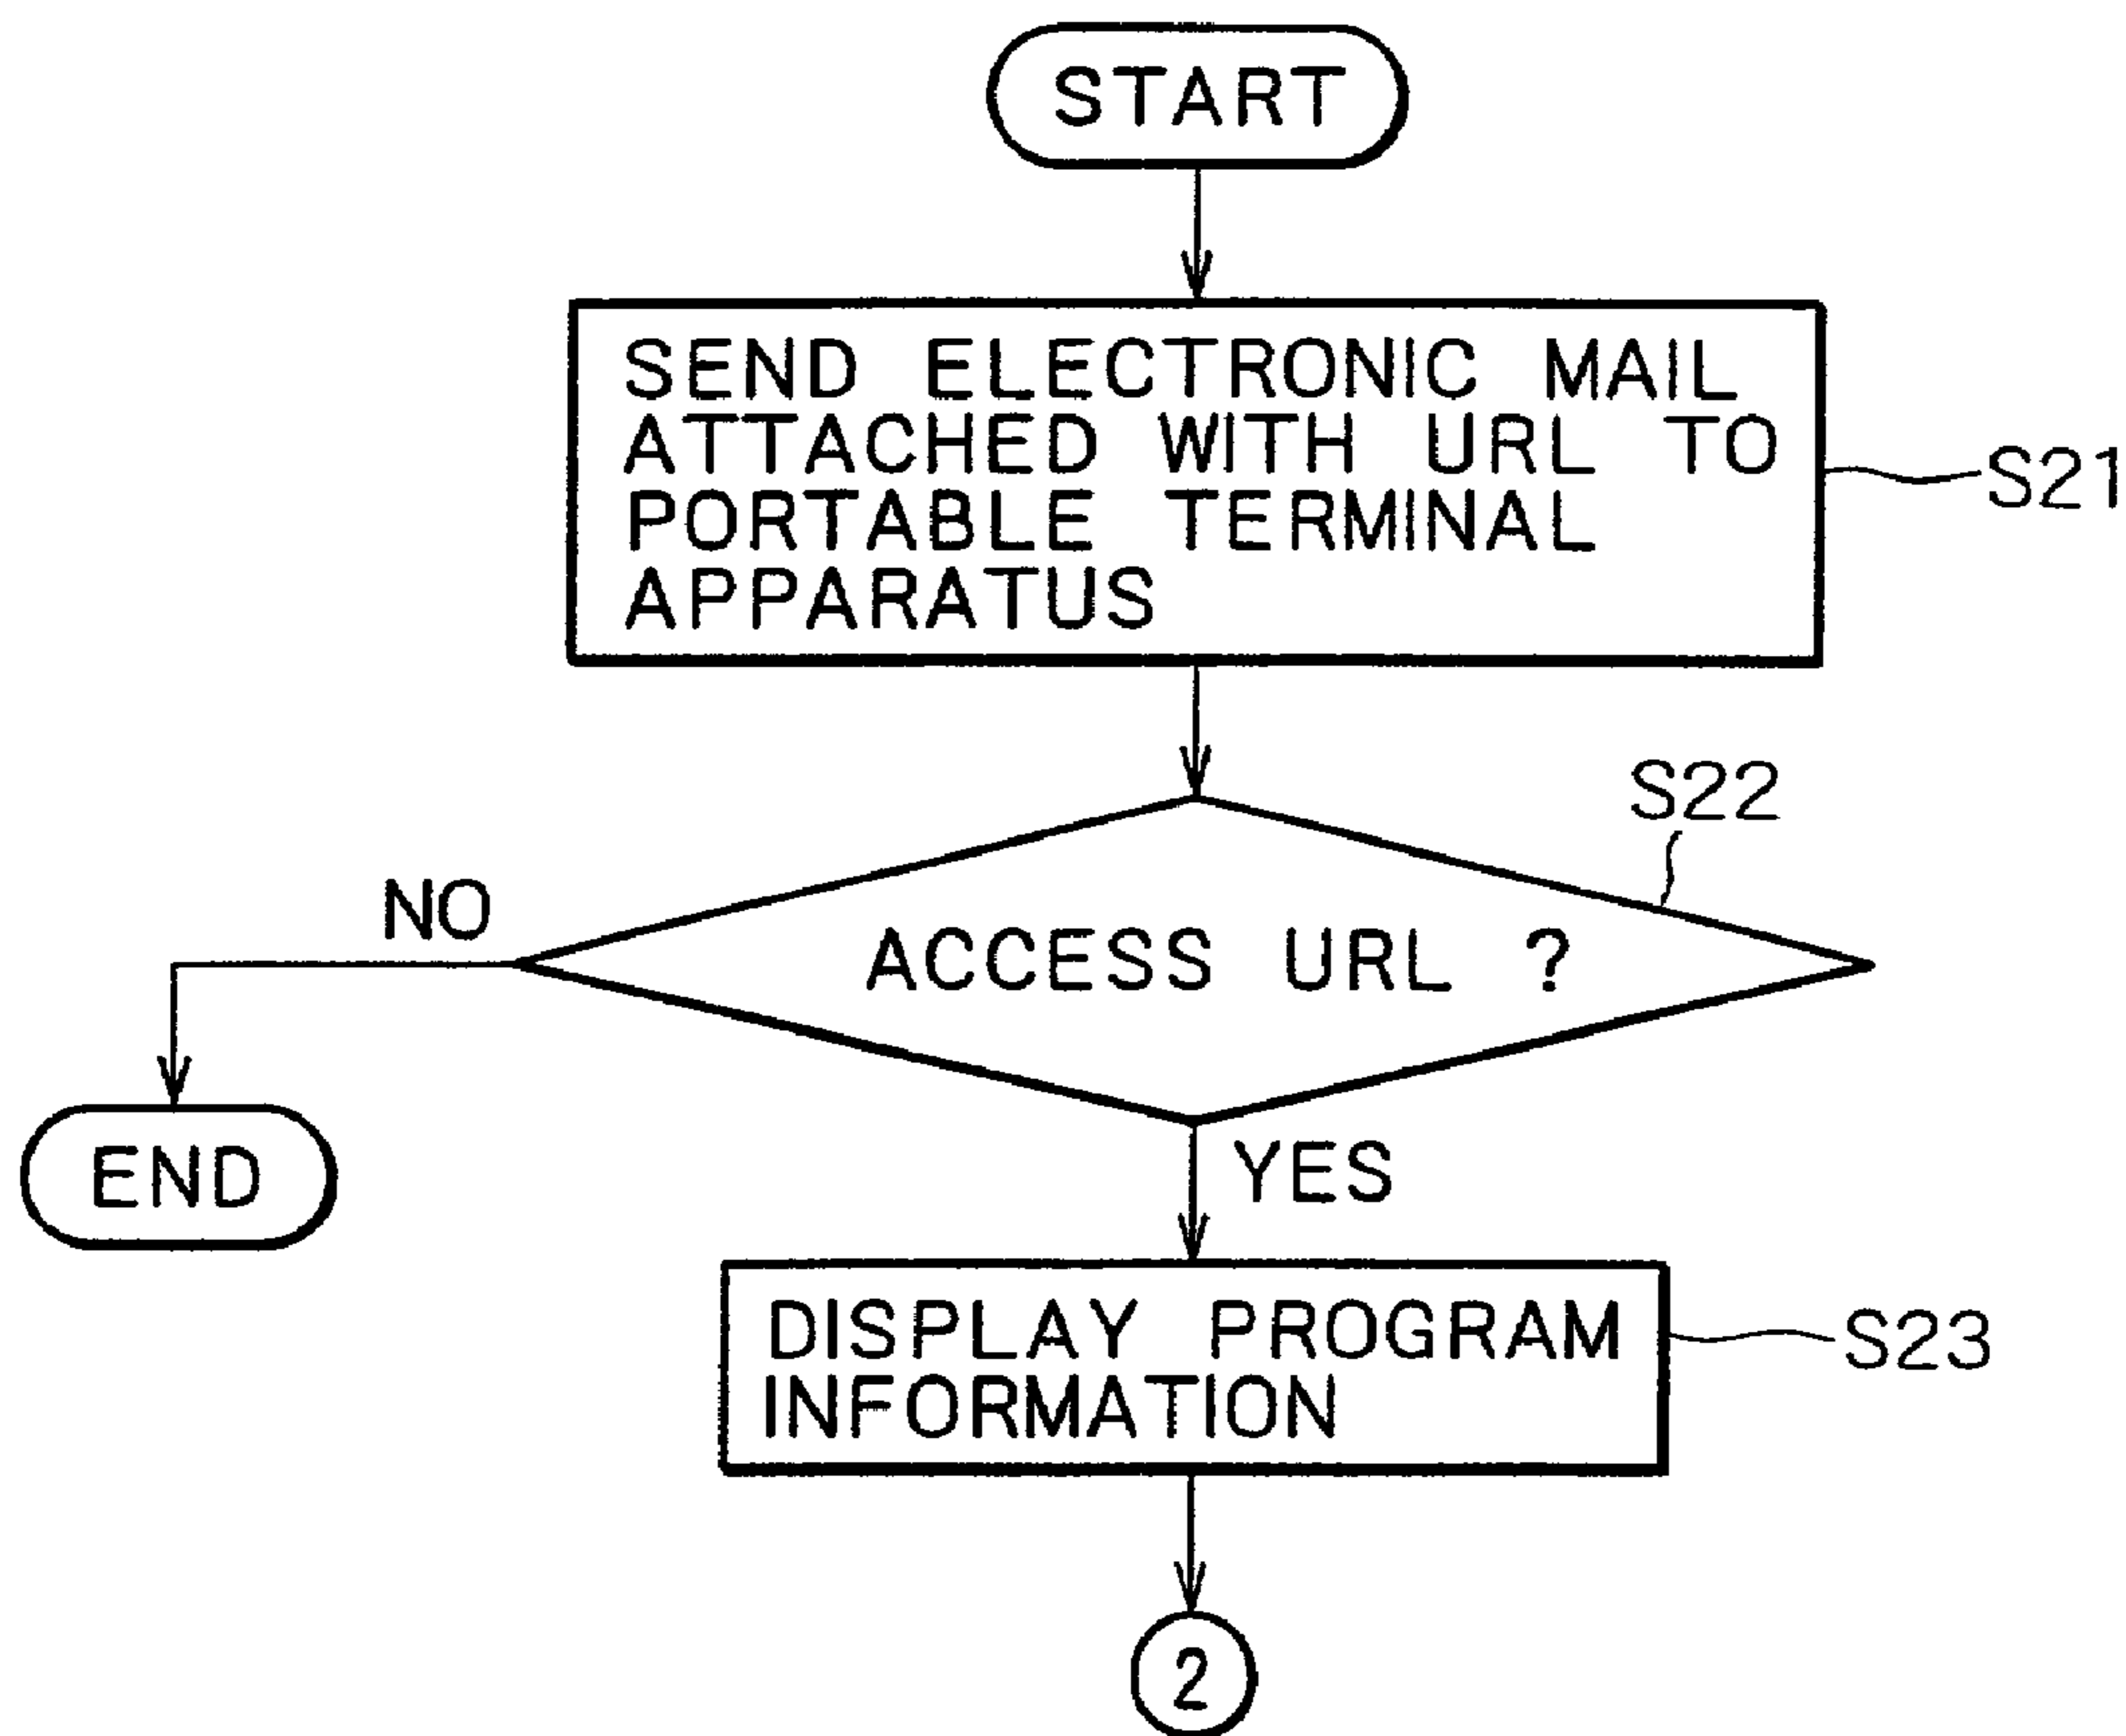 START
SEND ELECTRONIC MAIL
ATTACHED WITH URL TO
PORTABLE TERMINAL
APPARATUS
S21
S22
NO
ACCESS URL ?
END
YES
DISPLAY PROGRAM
INFORMATION
S23
2